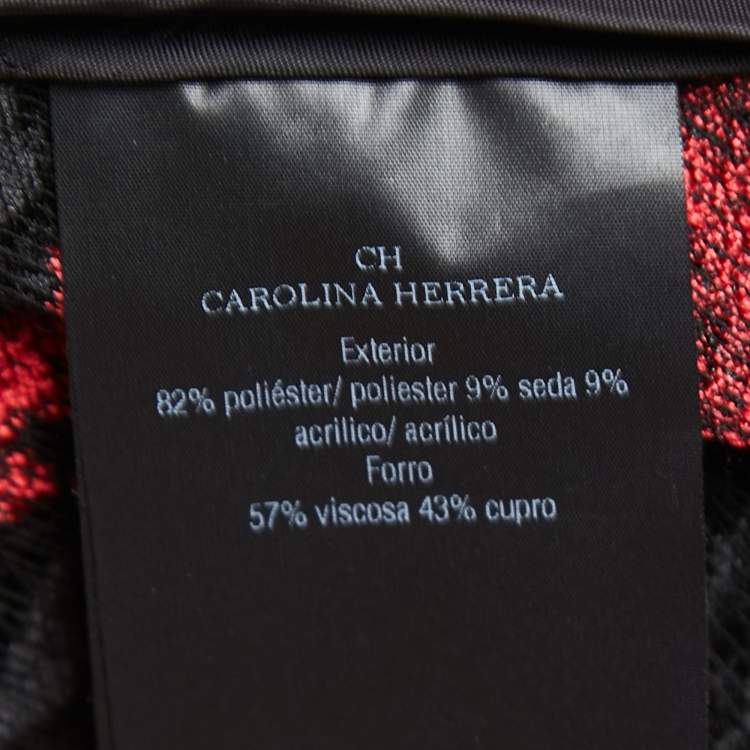 CH
CAROLINA HERRERA
Exterior
82% poliéster/ poliester 9% seda 9%
acrilico/ acrílico
Forro
57% viscosa 43% cupro